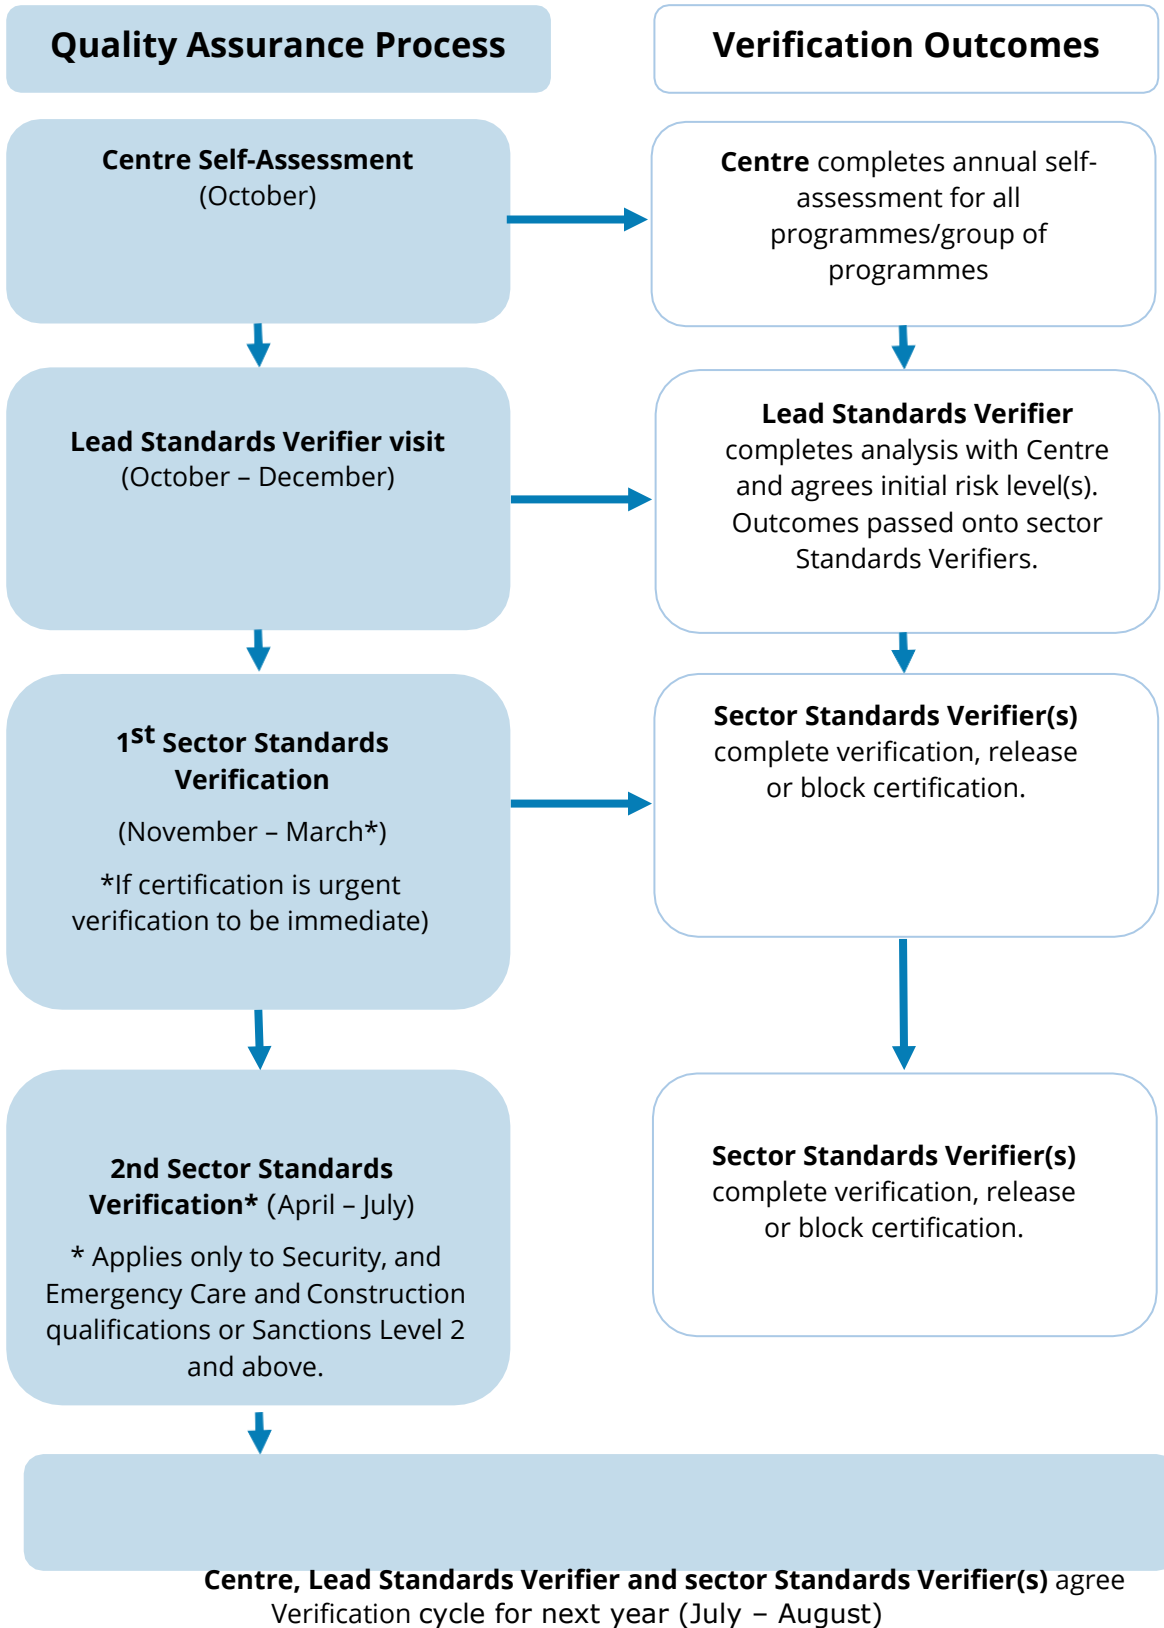 Quality Assurance Process
Verification Outcomes
Centre Self-Assessment
(October)
Centre completes annual self-
assessment for all
programmes/group of
programmes
Lead Standards Verifier visit
(October – December)
Lead Standards Verifier
completes analysis with Centre
and agrees initial risk level(s).
Outcomes passed onto sector
Standards Verifiers.
1st Sector Standards
Verification
(November – March*)
*If certification is urgent
verification to be immediate)
Sector Standards Verifier(s)
complete verification, release
or block certification.
2nd Sector Standards
Verification* (April – July)
* Applies only to Security, and
Emergency Care and Construction
qualifications or Sanctions Level 2
and above.
Sector Standards Verifier(s)
complete verification, release
or block certification.
Centre, Lead Standards Verifier and sector Standards Verifier(s) agree
Verification cycle for next year (July – August)